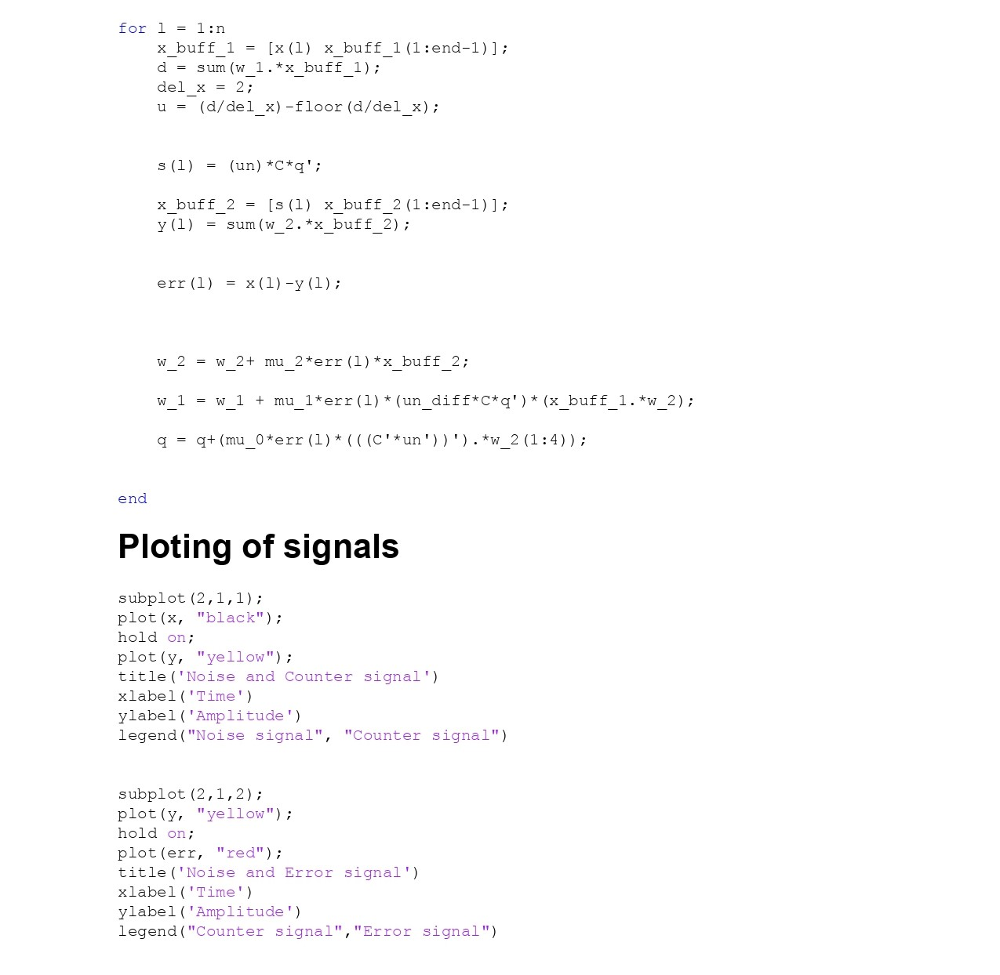 for l = 1:n
x_buff_1 = [x(l) x_buff_1(1:end-1)];
d = sum(w_1.*x_buff_1);
del_x = 2;
u = (d/del_x)-floor(d/del_x);
s(l) = (un)*C*q';
x_buff_2 = [s(l) x_buff_2(1:end-1)];
y(l) = sum(w_2.*x_buff_2);
err(l) = x(l)-y(l);
w_2 = w_2+ mu_2*err(l)*x_buff_2;
w_1 = w_1 + mu_1*err(l)*(un_diff*C*q')*(x_buff_1.*w_2);
q = q+(mu_0*err(l)*(((C'*un'))').*w_2(1:4));
end
Ploting of signals
subplot(2,1,1);
plot(x, "black");
hold on;
plot(y, "yellow");
title('Noise and Counter signal')
xlabel('Time')
ylabel('Amplitude')
legend("Noise signal", "Counter signal")
subplot(2,1,2);
plot(y, "yellow");
hold on;
plot(err, "red");
title('Noise and Error signal')
xlabel('Time')
ylabel('Amplitude')
legend("Counter signal","Error signal")